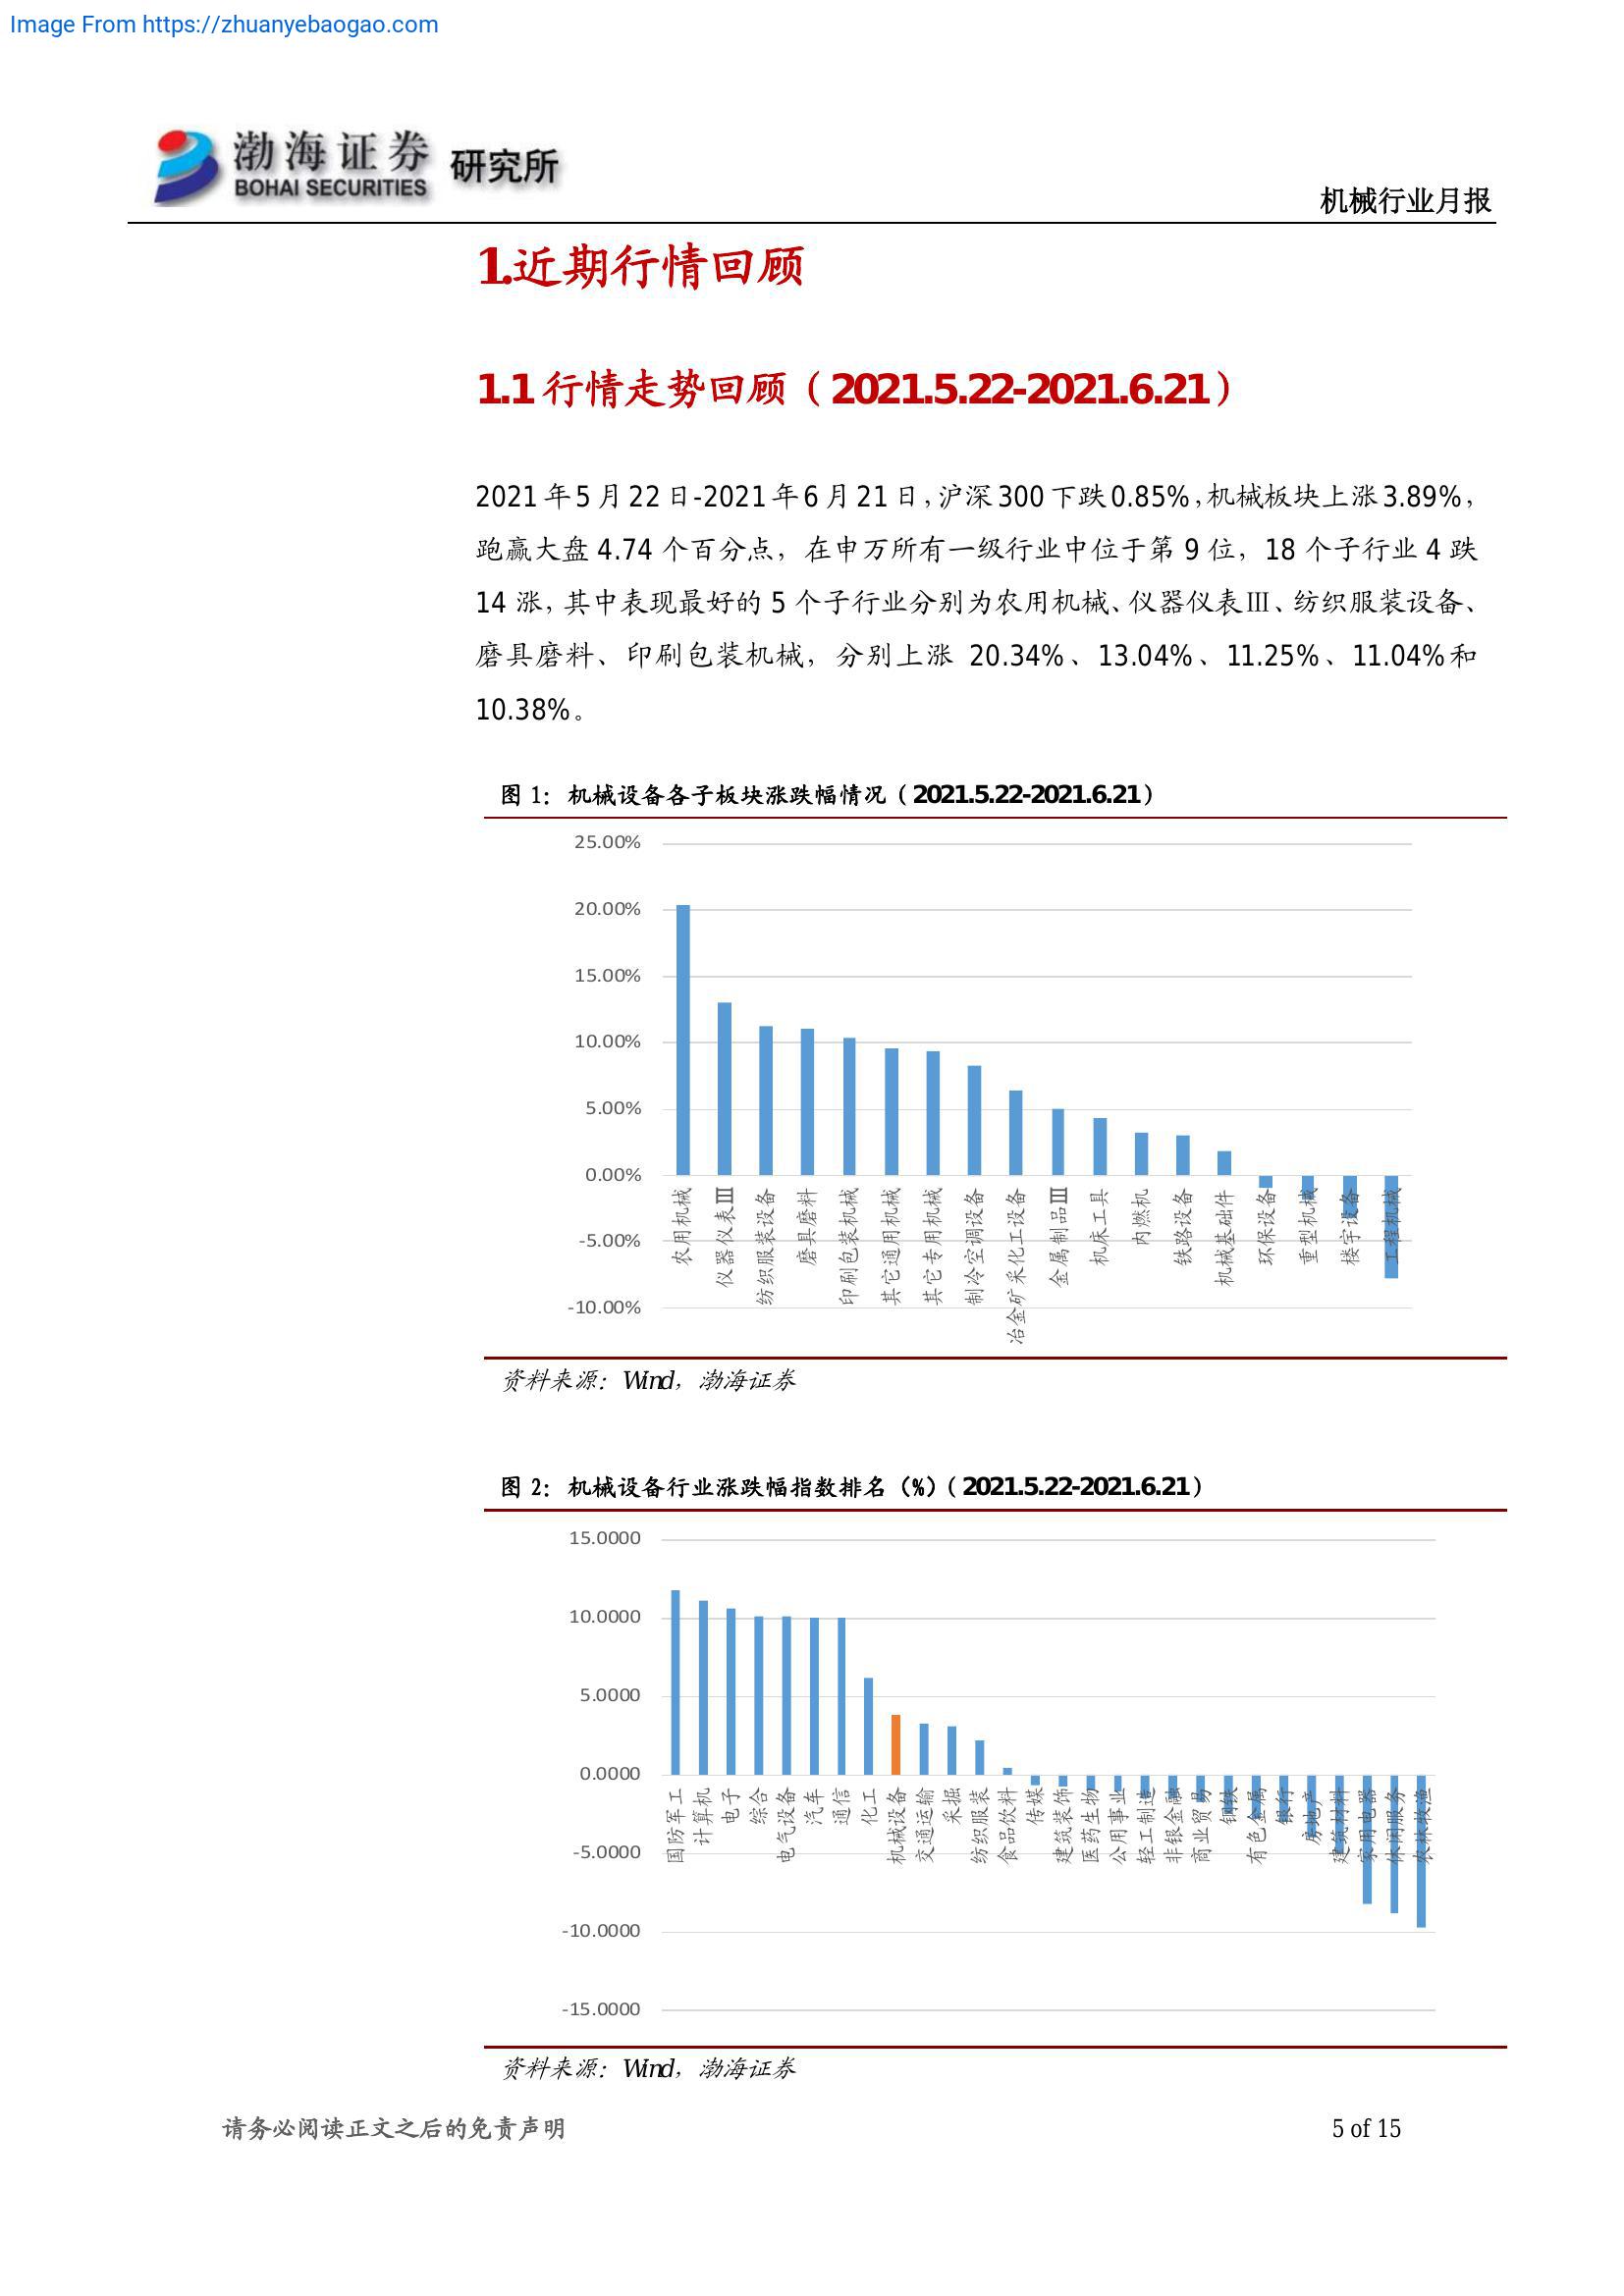 Image From https://zhuanyebaogao.com
渤海证券 研究所
BOHAI SECURITIES
机械行业月报
1.近期行情回顾
1.1 行情走势回顾（2021.5.22-2021.6.21）
2021 年 5 月 22 日-2021 年 6 月 21 日，沪深 300 下跌 0.85%，机械板块上涨 3.89%，
跑赢大盘 4.74 个百分点，在申万所有一级行业中位于第 9 位，18 个子行业 4 跌
14 涨，其中表现最好的 5 个子行业分别为农用机械、仪器仪表Ⅲ、纺织服装设备、
磨具磨料、印刷包装机械，分别上涨 20.34%、13.04%、11.25%、11.04%和
10.38%。
图 1：机械设备各子板块涨跌幅情况（2021.5.22-2021.6.21）
25.00%
20.00%
15.00%
10.00%
5.00%
0.00%
-5.00%
-10.00%
农用机械
仪器仪表Ⅲ
纺织服装设备
磨具磨料
印刷包装机械
其它通用机械
其它专用机械
制冷空调设备
冶金矿采化工设备
金属制品Ⅲ
机床工具
内燃机
铁路设备
机械基础件
环保设备
重型机械
楼宇设备
工程机械
资料来源：Wind，渤海证券
图 2：机械设备行业涨跌幅指数排名（%）（2021.5.22-2021.6.21）
15.0000
10.0000
5.0000
0.0000
-5.0000
-10.0000
-15.0000
国防军工
计算机
电子
综合
电气设备
汽车
通信
化工
机械设备
交通运输
采掘
纺织服装
食品饮料
传媒
建筑装饰
医药生物
公用事业
轻工制造
非银金融
商业贸易
钢铁
有色金属
银行
房地产
建筑材料
家用电器
休闲服务
农林牧渔
资料来源：Wind，渤海证券
请务必阅读正文之后的免责声明
5 of 15